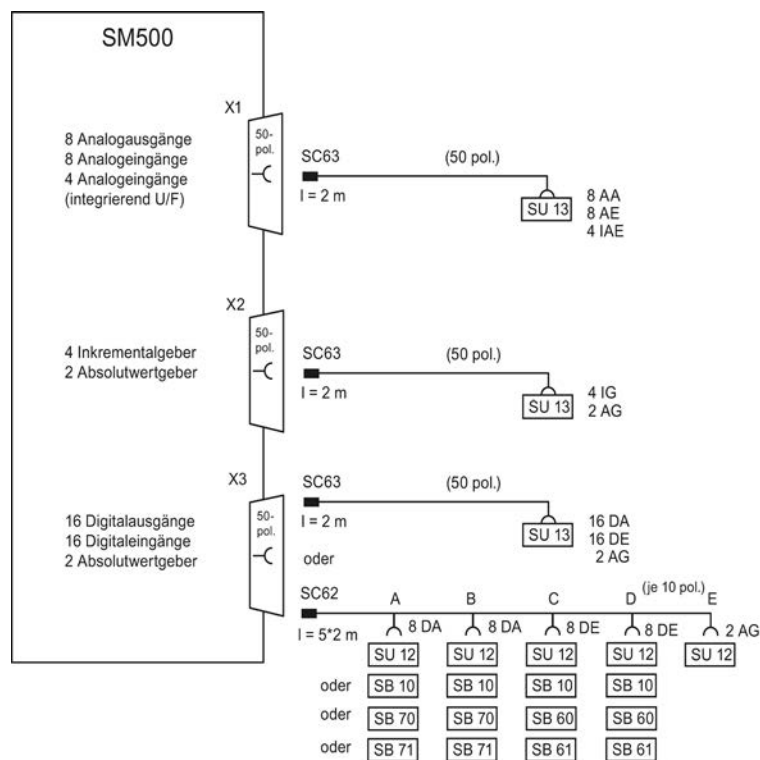 SM500
X1
8 Analogausgänge
8 Analogeingänge
4 Analogeingänge
(integrierend U/F)
50-
pol.
SC63
(50 pol.)
l = 2 m
SU 13
8 AA
8 AE
4 IAE
X2
4 Inkrementalgeber
2 Absolutwertgeber
50-
pol.
SC63
(50 pol.)
l = 2 m
SU 13
4 IG
2 AG
X3
16 Digitalausgänge
16 Digitaleingänge
2 Absolutwertgeber
50-
pol.
SC63
(50 pol.)
l = 2 m
SU 13
16 DA
16 DE
2 AG
oder
SC62
A B C D (je 10 pol.) E
l = 5*2 m
8 DA 8 DA 8 DE 8 DE 2 AG
SU 12 SU 12 SU 12 SU 12 SU 12
oder SB 10 SB 10 SB 10 SB 10
oder SB 70 SB 70 SB 60 SB 60
oder SB 71 SB 71 SB 61 SB 61